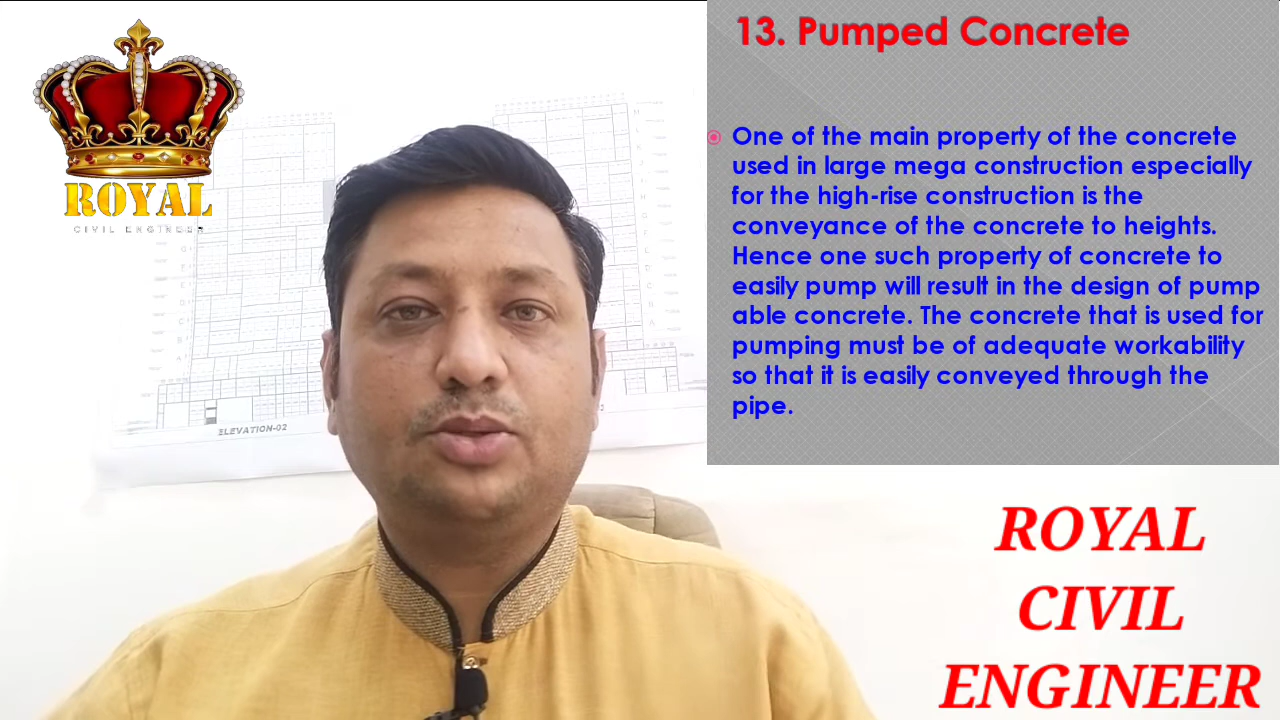 ROYAL
CIVIL ENGINEER
ELEVATION-02
13. Pumped Concrete
One of the main property of the concrete
used in large mega construction especially
for the high-rise construction is the
conveyance of the concrete to heights.
Hence one such property of concrete to
easily pump will result in the design of pump
able concrete. The concrete that is used for
pumping must be of adequate workability
so that it is easily conveyed through the
pipe.
ROYAL
CIVIL
ENGINEER